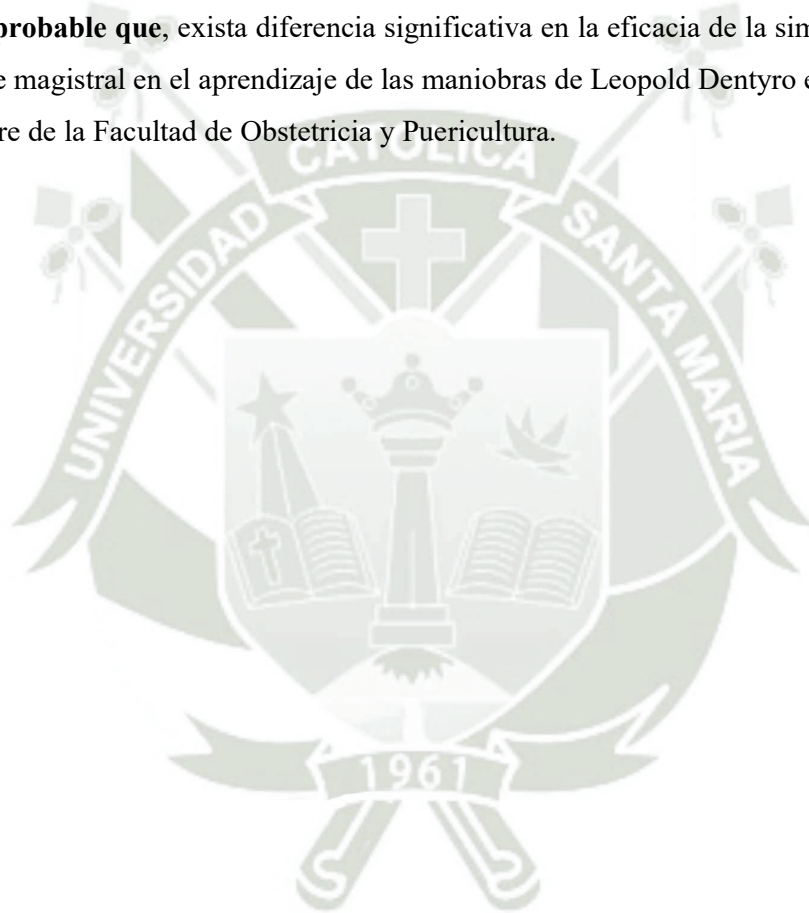 probable que, exista diferencia significativa en la eficacia de la sim
e magistral en el aprendizaje de las maniobras de Leopold Dentyro e
re de la Facultad de Obstetricia y Puericultura.
UNIVERSIDAD CATOLICA SANTA MARIA
1961